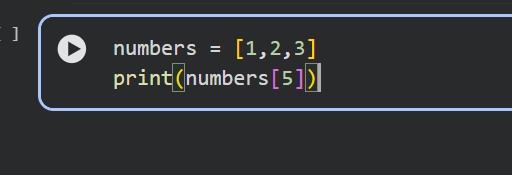 [ ]
numbers = [1,2,3]
print(numbers[5])